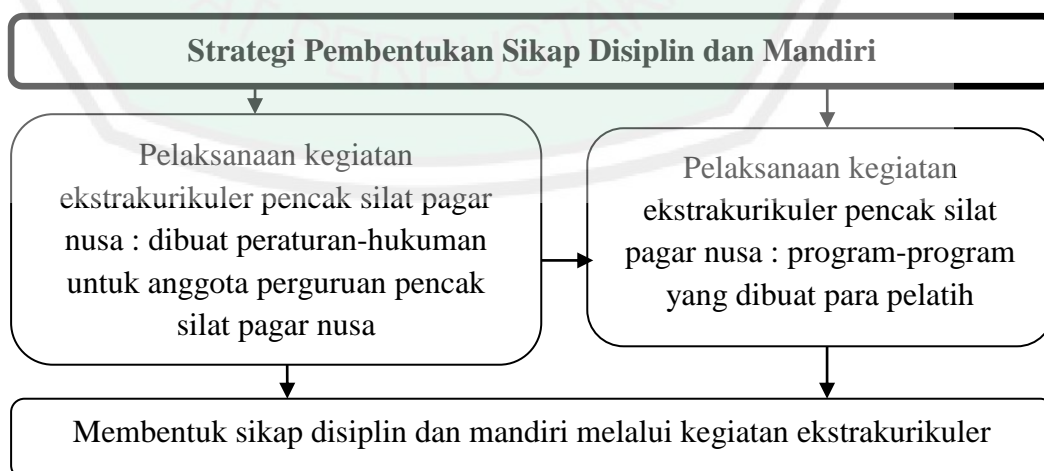 AT PERPUSTAK
Strategi Pembentukan Sikap Disiplin dan Mandiri
Pelaksanaan kegiatan
ekstrakurikuler pencak silat pagar
nusa : dibuat peraturan-hukuman
untuk anggota perguruan pencak
silat pagar nusa
Pelaksanaan kegiatan
ekstrakurikuler pencak silat
pagar nusa : program-program
yang dibuat para pelatih
Membentuk sikap disiplin dan mandiri melalui kegiatan ekstrakurikuler